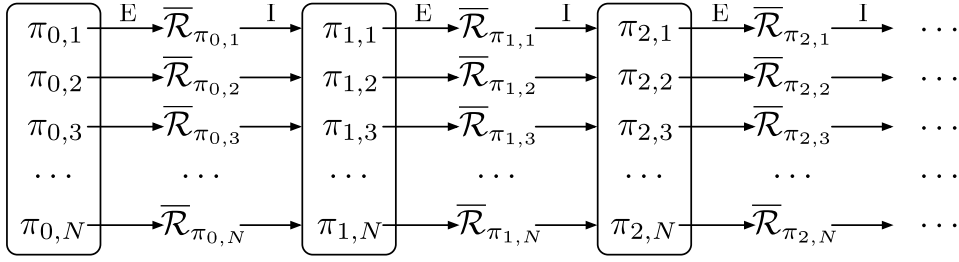 π₀,₁ E R̅π₀,₁ I π₁,₁ E R̅π₁,₁ I π₂,₁ E R̅π₂,₁ I ···
π₀,₂ R̅π₀,₂ π₁,₂ R̅π₁,₂ π₂,₂ R̅π₂,₂ ···
π₀,₃ R̅π₀,₃ π₁,₃ R̅π₁,₃ π₂,₃ R̅π₂,₃ ···
··· ··· ··· ··· ··· ··· ···
π₀,N R̅π₀,N π₁,N R̅π₁,N π₂,N R̅π₂,N ···